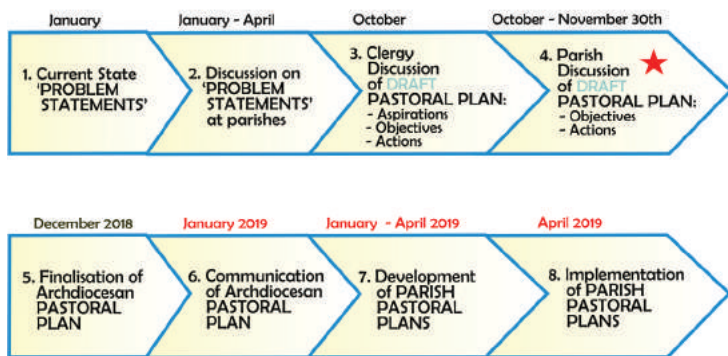 January
January - April
October
October - November 30th
1. Current State
'PROBLEM
STATEMENTS'
2. Discussion on
'PROBLEM
STATEMENTS'
at parishes
3. Clergy
Discussion
of DRAFT
PASTORAL PLAN:
- Aspirations
- Objectives
- Actions
4. Parish
Discussion
of DRAFT
PASTORAL PLAN:
- Objectives
- Actions
December 2018
January 2019
January - April 2019
April 2019
5. Finalisation of
Archdiocesan
PASTORAL
PLAN
6. Communication
of Archdiocesan
PASTORAL
PLAN
7. Development
of PARISH
PASTORAL
PLANS
8. Implementation
of PARISH
PASTORAL
PLANS